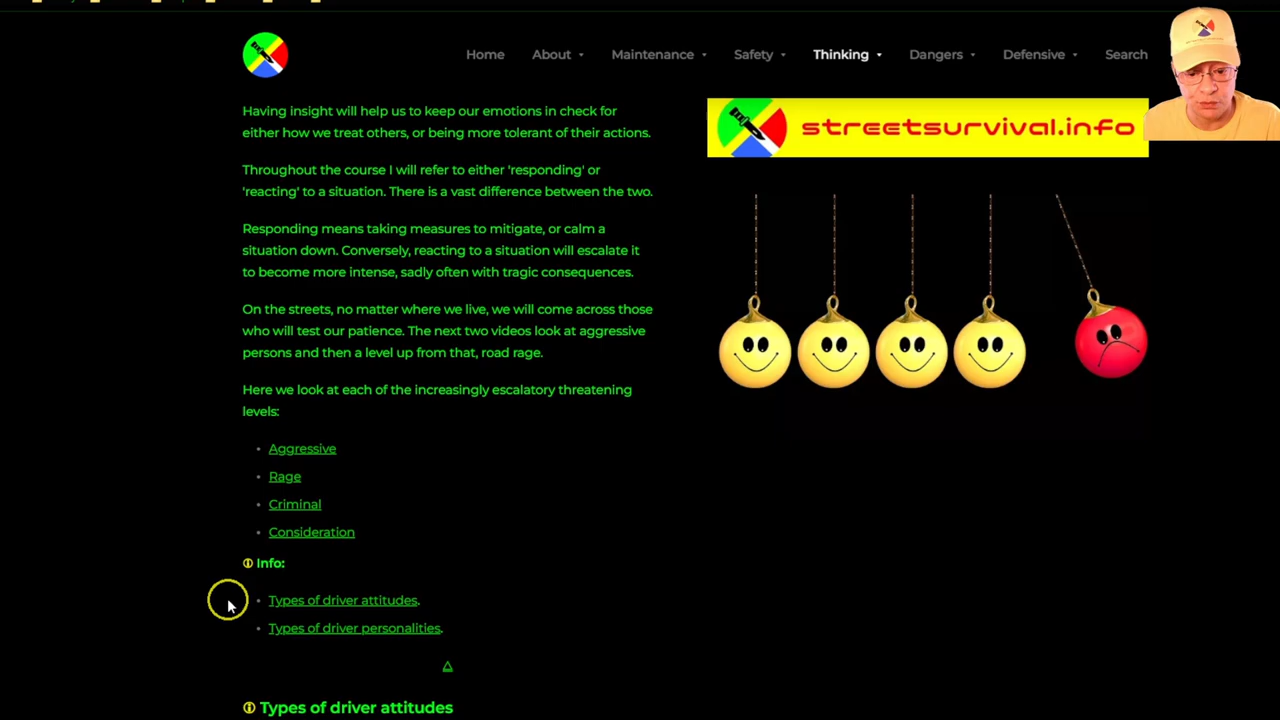 Home About Maintenance Safety Thinking Dangers Defensive Search
Having insight will help us to keep our emotions in check for
either how we treat others, or being more tolerant of their actions.
Throughout the course I will refer to either 'responding' or
'reacting' to a situation. There is a vast difference between the two.
Responding means taking measures to mitigate, or calm a
situation down. Conversely, reacting to a situation will escalate it
to become more intense, sadly often with tragic consequences.
On the streets, no matter where we live, we will come across those
who will test our patience. The next two videos look at aggressive
persons and then a level up from that, road rage.
Here we look at each of the increasingly escalatory threatening
levels:
Aggressive
Rage
Criminal
Consideration
Info:
Types of driver attitudes.
Types of driver personalities.
Types of driver attitudes
streetsurvival.info